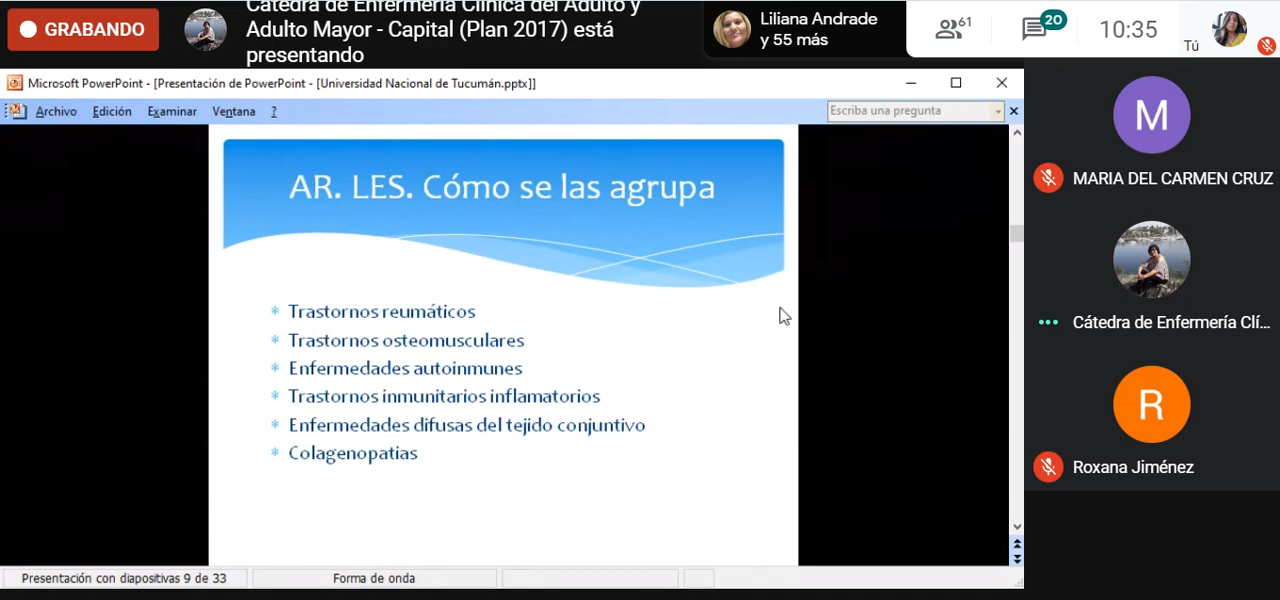 GRABANDO
Cátedra de Enfermería Clínica del Adulto y
Adulto Mayor - Capital (Plan 2017) está
presentando
Liliana Andrade
y 55 más
61
20
10:35
Tú
Microsoft PowerPoint - [Presentación de PowerPoint - [Universidad Nacional de Tucumán.pptx]]
Archivo Edición Examinar Ventana ?
Escriba una pregunta
AR. LES. Cómo se las agrupa
* Trastornos reumáticos
* Trastornos osteomusculares
* Enfermedades autoinmunes
* Trastornos inmunitarios inflamatorios
* Enfermedades difusas del tejido conjuntivo
* Colagenopatias
M
MARIA DEL CARMEN CRUZ
Cátedra de Enfermería Clí...
R
Roxana Jiménez
Presentación con diapositivas 9 de 33
Forma de onda